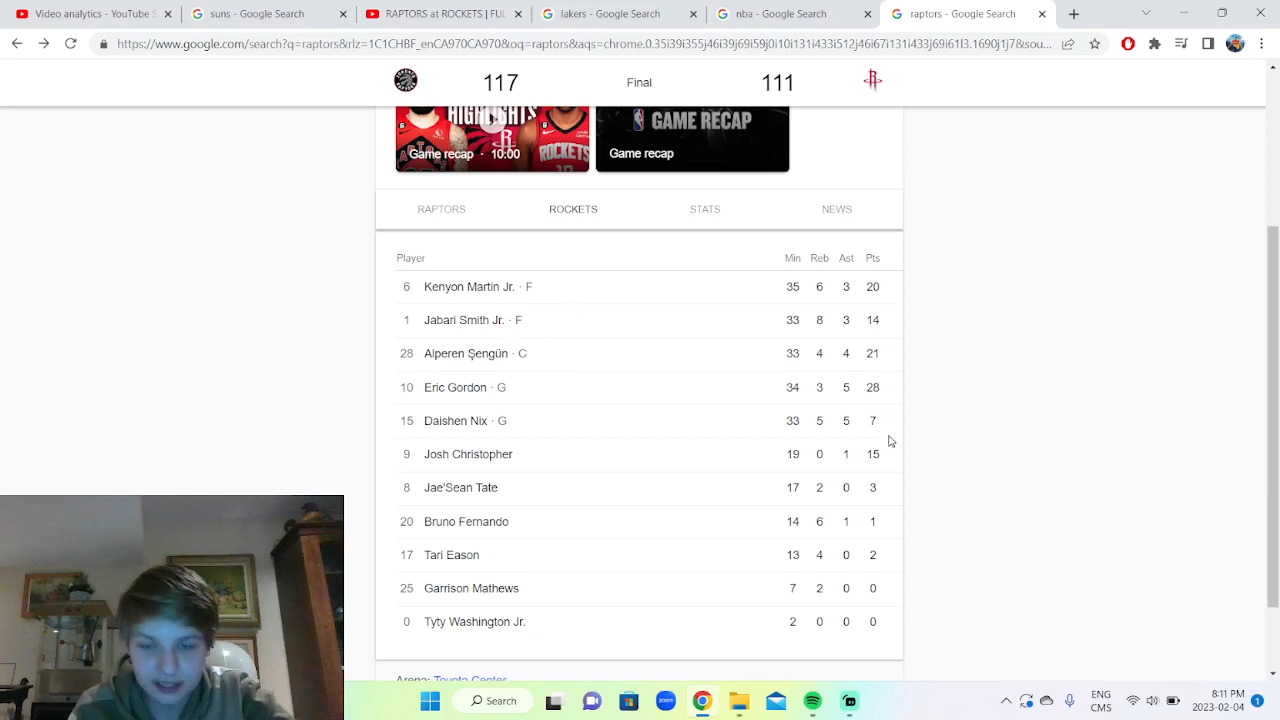 Video analytics - YouTube S
suns - Google Search
RAPTORS at ROCKETS | FUL
lakers - Google Search
nba - Google Search
raptors - Google Search
https://www.google.com/search?q=raptors&rlz=1C1CHBF_enCA970CA970&oq=raptors&aqs=chrome.0.35i39i355j46i39j69i59j0i10i131i433i512j46i67i131i433j69i61l3.1690j1j7&sou...
117 Final 111
HIGHLIGHTS
Game recap · 10:00
ROCKETS
GAME RECAP
Game recap
RAPTORS ROCKETS STATS NEWS
Player Min Reb Ast Pts
6 Kenyon Martin Jr. · F 35 6 3 20
1 Jabari Smith Jr. · F 33 8 3 14
28 Alperen Şengün · C 33 4 4 21
10 Eric Gordon · G 34 3 5 28
15 Daishen Nix · G 33 5 5 7
9 Josh Christopher 19 0 1 15
8 Jae'Sean Tate 17 2 0 3
20 Bruno Fernando 14 6 1 1
17 Tari Eason 13 4 0 2
25 Garrison Mathews 7 2 0 0
0 Tyty Washington Jr. 2 0 0 0
Arena: Toyota Center
Search
zoom
ENG
CMS
8:11 PM
2023-02-04
1